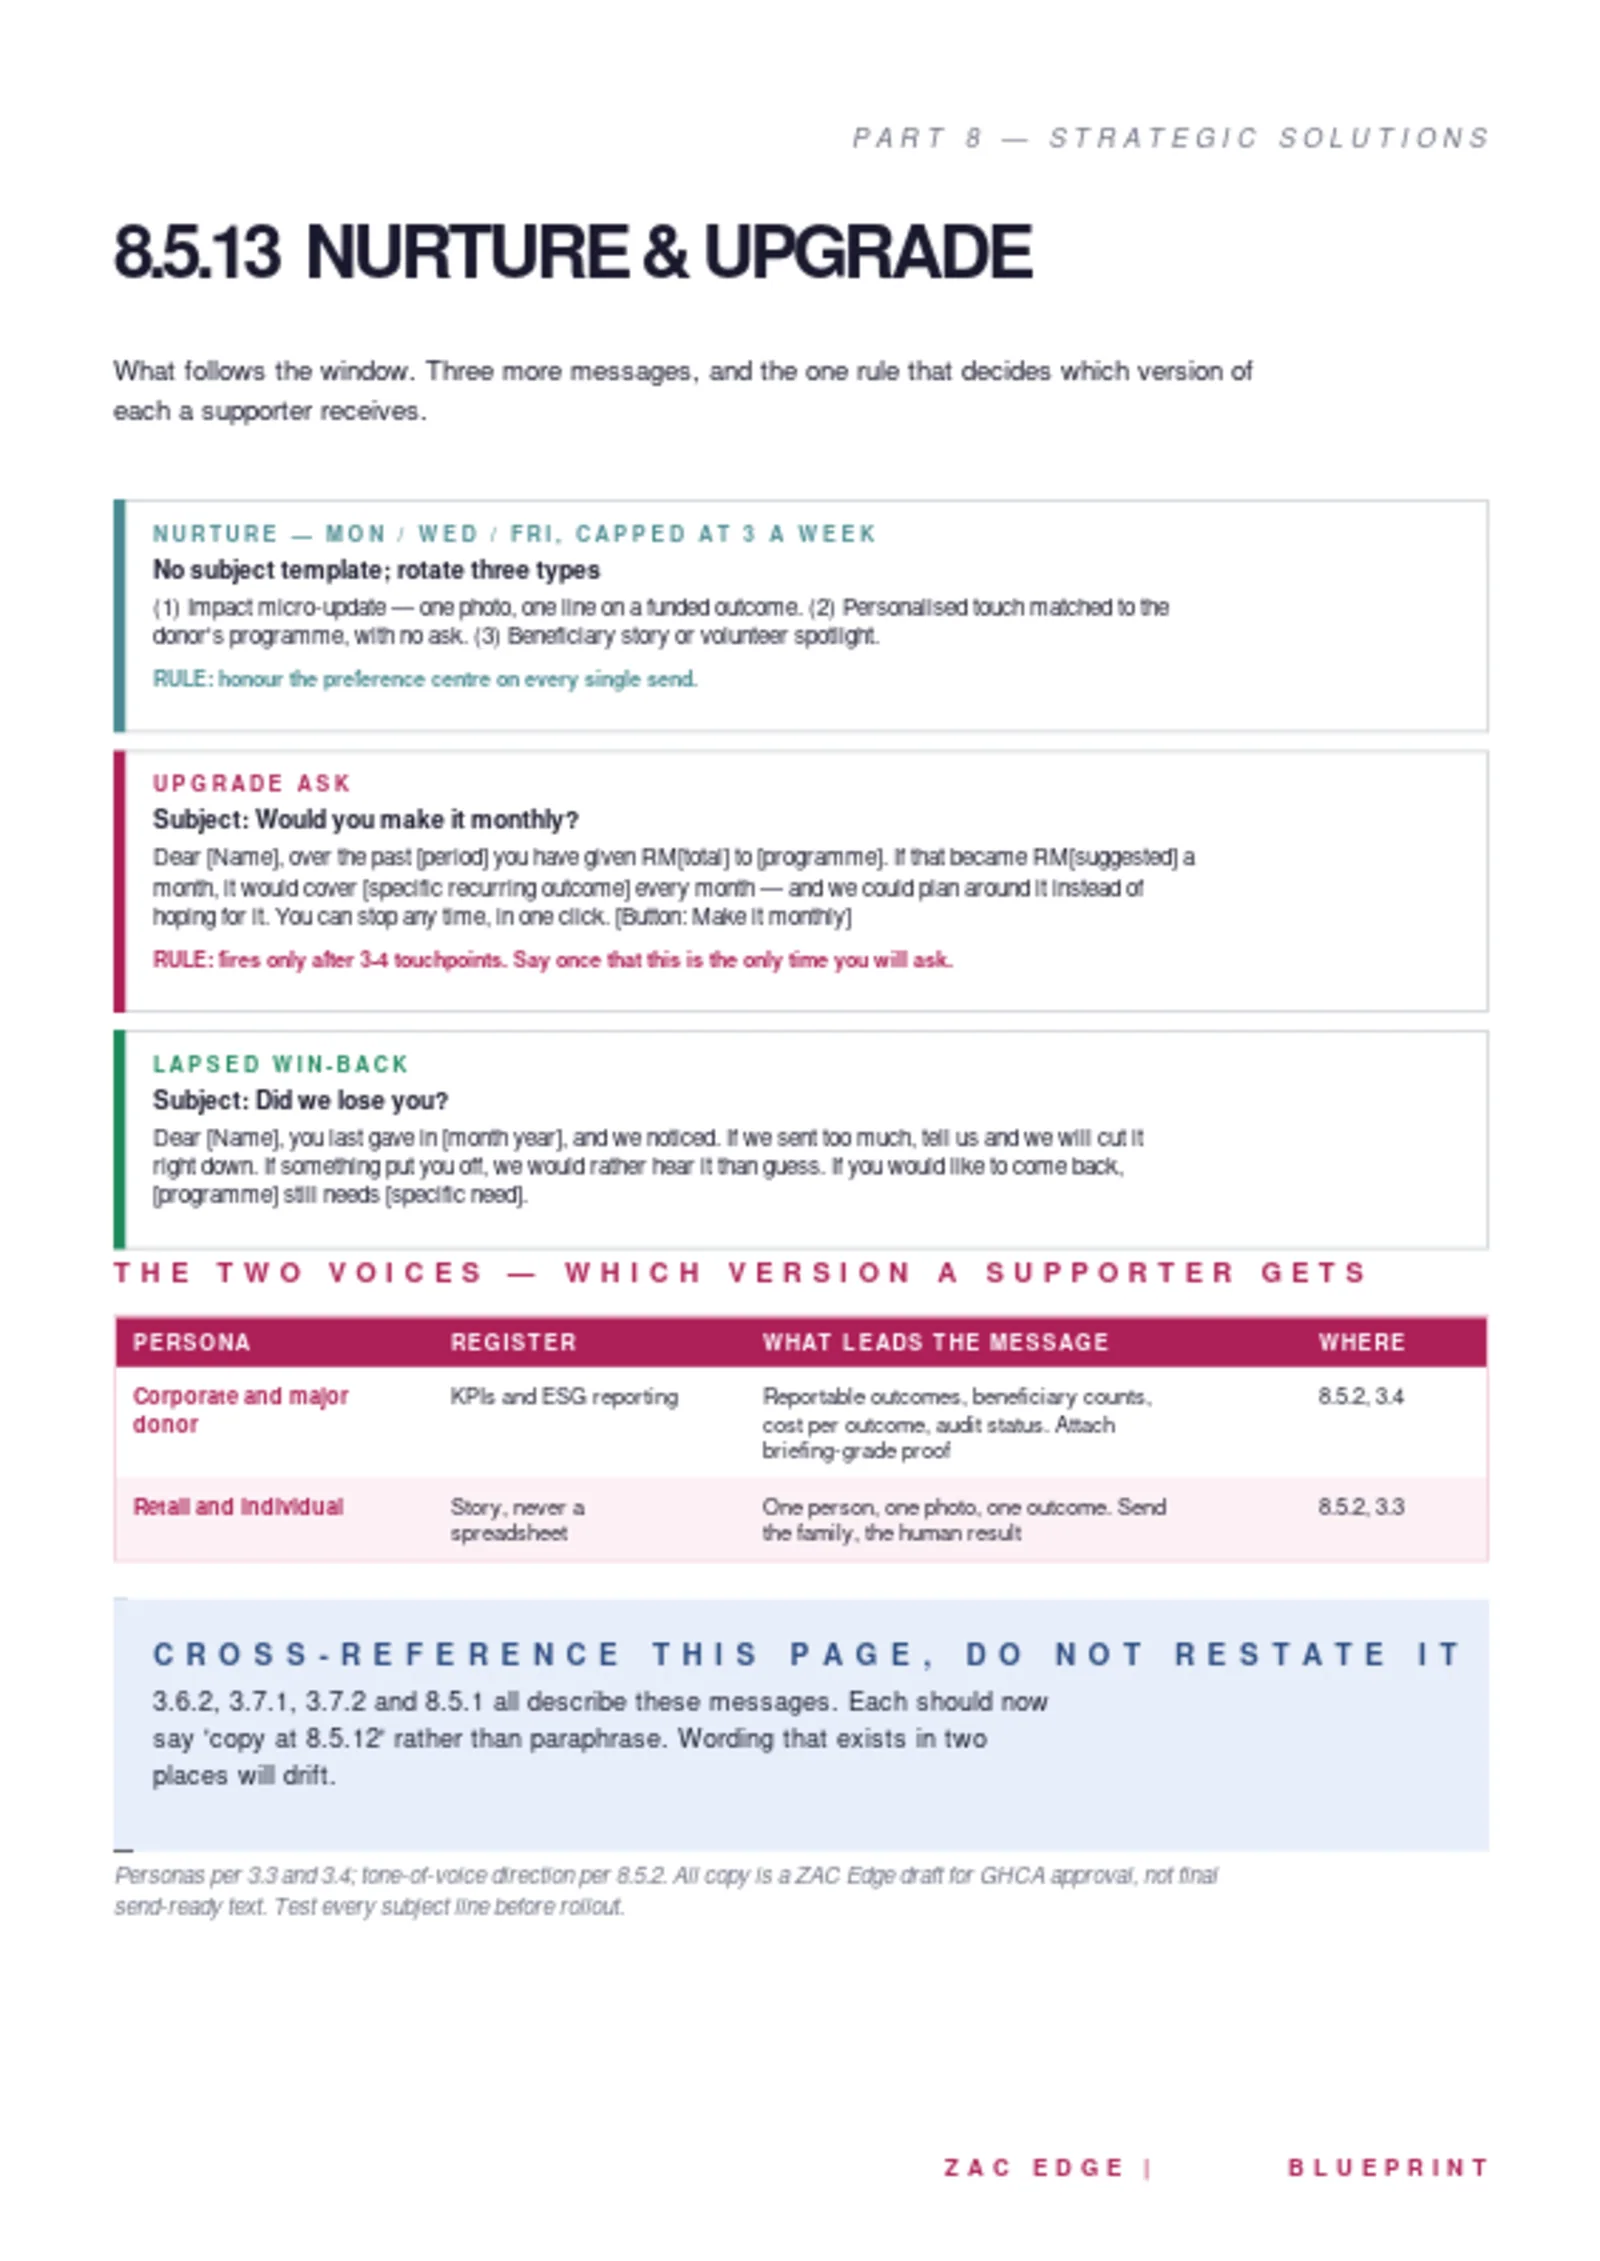 PART 8 — STRATEGIC SOLUTIONS
8.5.13 NURTURE & UPGRADE
What follows the window. Three more messages, and the one rule that decides which version of
each a supporter receives.
NURTURE — MON / WED / FRI, CAPPED AT 3 A WEEK
No subject template; rotate three types
(1) Impact micro-update — one photo, one line on a funded outcome. (2) Personalised touch matched to the
donor's programme, with no ask. (3) Beneficiary story or volunteer spotlight.
RULE: honour the preference centre on every single send.
UPGRADE ASK
Subject: Would you make it monthly?
Dear [Name], over the past [period] you have given RM[total] to [programme]. If that became RM[suggested] a
month, it would cover [specific recurring outcome] every month — and we could plan around it instead of
hoping for it. You can stop any time, in one click. [Button: Make it monthly]
RULE: fires only after 3-4 touchpoints. Say once that this is the only time you will ask.
LAPSED WIN-BACK
Subject: Did we lose you?
Dear [Name], you last gave in [month year], and we noticed. If we sent too much, tell us and we will cut it
right down. If something put you off, we would rather hear it than guess. If you would like to come back,
[programme] still needs [specific need].
THE TWO VOICES — WHICH VERSION A SUPPORTER GETS
PERSONA REGISTER WHAT LEADS THE MESSAGE WHERE
Corporate and major KPIs and ESG reporting Reportable outcomes, beneficiary counts, 8.5.2, 3.4
donor cost per outcome, audit status. Attach
briefing-grade proof
Retail and individual Story, never a One person, one photo, one outcome. Send 8.5.2, 3.3
spreadsheet the family, the human result
CROSS-REFERENCE THIS PAGE, DO NOT RESTATE IT
3.6.2, 3.7.1, 3.7.2 and 8.5.1 all describe these messages. Each should now
say 'copy at 8.5.12' rather than paraphrase. Wording that exists in two
places will drift.
Personas per 3.3 and 3.4; tone-of-voice direction per 8.5.2. All copy is a ZAC Edge draft for GHCA approval, not final
send-ready text. Test every subject line before rollout.
ZAC EDGE | BLUEPRINT